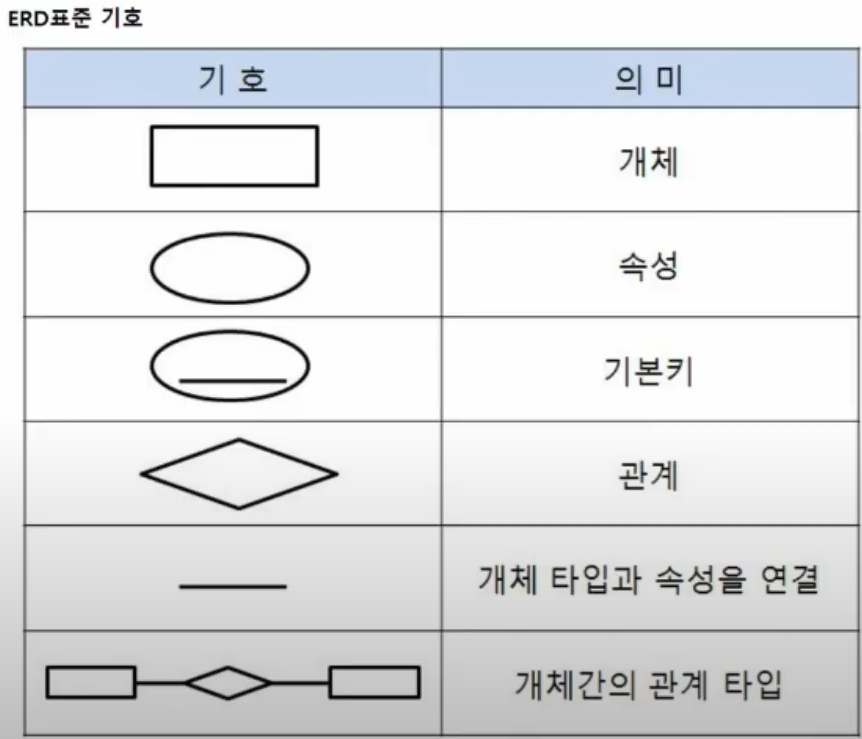 ERD표준 기호
기 호 의 미
개체
속성
기본키
관계
개체 타입과 속성을 연결
개체간의 관계 타입